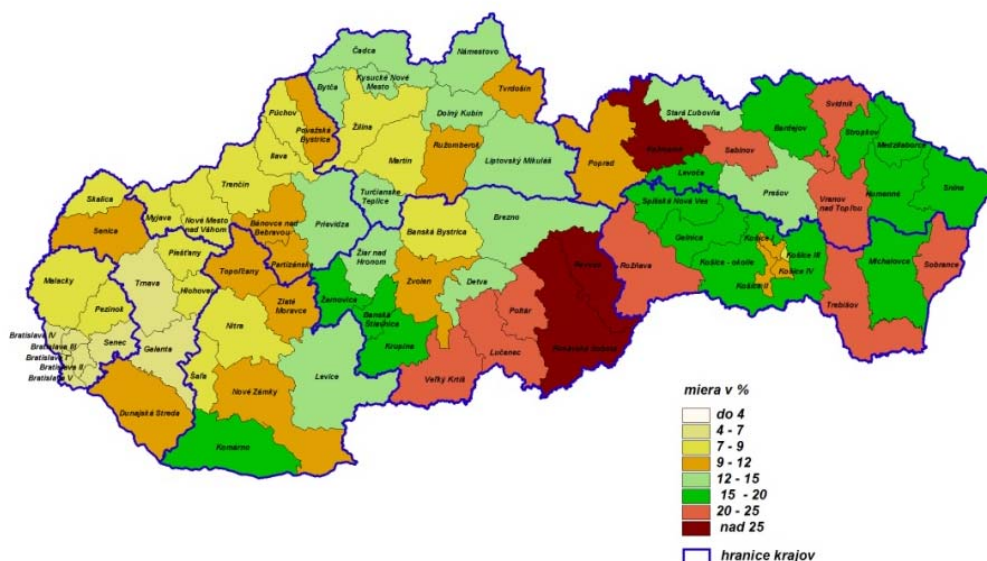 Čadca
Námestovo
Bytča
Kysucké Nové
Mesto
Tvrdošín
Dolný Kubín
Stará Ľubovňa
Svidník
Púchov
Považská
Bystrica
Žilina
Bardejov
Stropkov
Medzilaborce
Kežmarok
Ilava
Martin
Ružomberok
Liptovský Mikuláš
Poprad
Sabinov
Levoča
Trenčín
Turčianske
Teplice
Prešov
Humenné
Snina
Skalica
Myjava
Nové Mesto
nad Váhom
Prievidza
Brezno
Spišská Nová Ves
Vranov
nad Topľou
Senica
Bánovce nad
Bebravou
Banská Bystrica
Gelnica
Košice I
Piešťany
Partizánske
Žiar nad
Hronom
Košice - okolie
Košice III
Michalovce
Sobrance
Malacky
Trnava
Topoľčany
Revúca
Rožňava
Košice IV
Hlohovec
Zvolen
Detva
Košice II
Pezinok
Zlaté
Moravce
Žarnovica
Banská
Štiavnica
Poltár
Trebišov
Nitra
Bratislava IV
Senec
Galanta
Krupina
Lučenec
Rimavská Sobota
Bratislava III
Bratislava I
Bratislava II
Bratislava V
Šaľa
Levice
Veľký Krtíš
Dunajská Streda
Nové Zámky
Komárno
miera v %
do 4
4 - 7
7 - 9
9 - 12
12 - 15
15 - 20
20 - 25
nad 25
hranice krajov